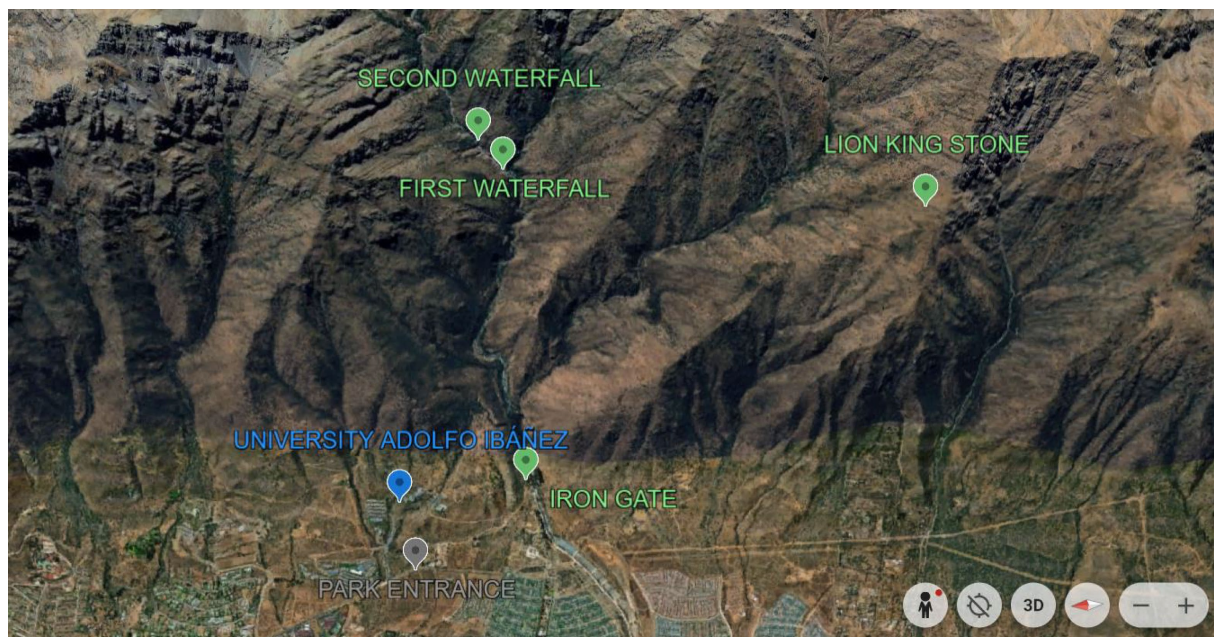 SECOND WATERFALL
LION KING STONE
FIRST WATERFALL
UNIVERSITY ADOLFO IBÁÑEZ
IRON GATE
PARK ENTRANCE
3D